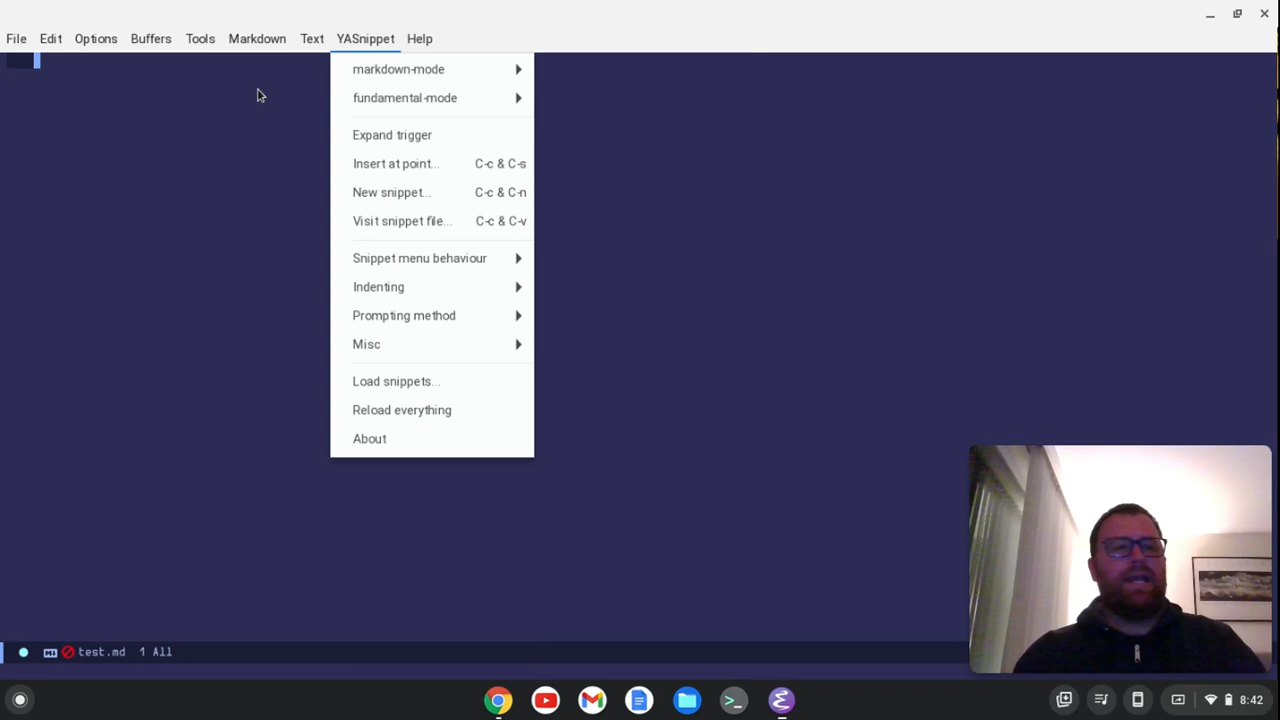 File Edit Options Buffers Tools Markdown Text YASnippet Help
markdown-mode
fundamental-mode
Expand trigger
Insert at point... C-c & C-s
New snippet... C-c & C-n
Visit snippet file... C-c & C-v
Snippet menu behaviour
Indenting
Prompting method
Misc
Load snippets...
Reload everything
About
test.md 1 All
8:42